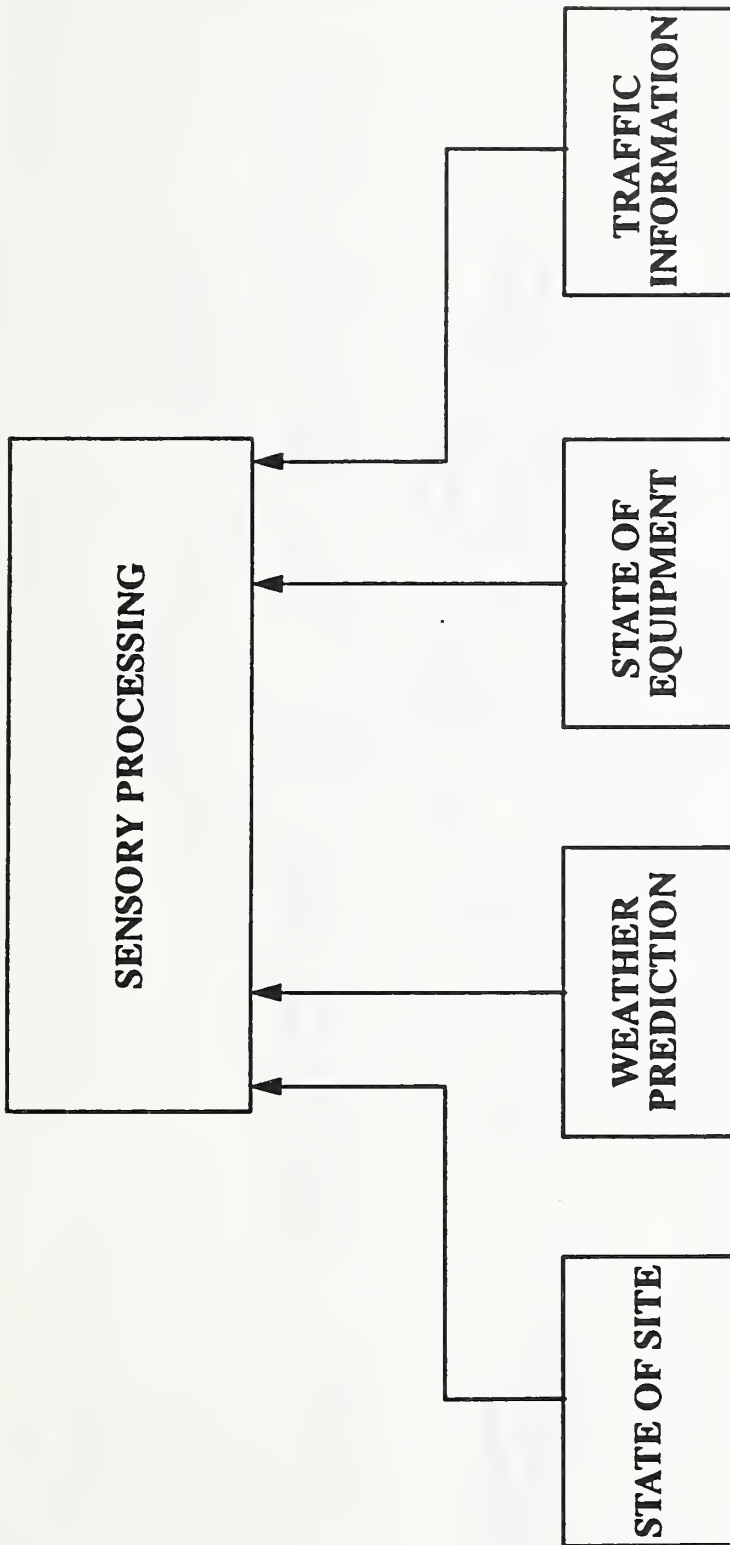 SENSORY PROCESSING
STATE OF SITE
WEATHER
PREDICTION
STATE OF
EQUIPMENT
TRAFFIC
INFORMATION